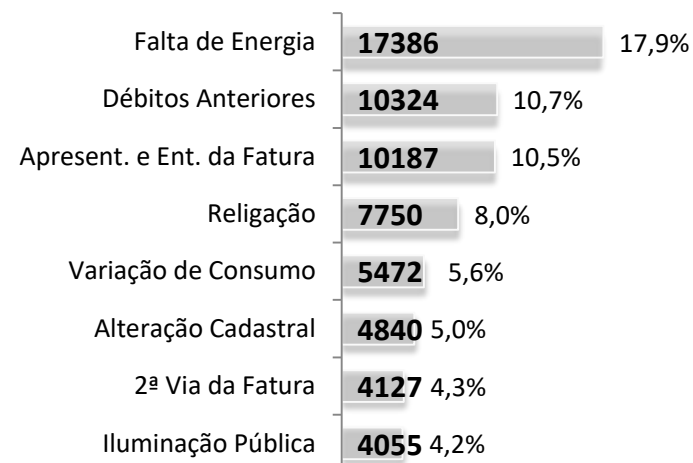 Falta de Energia 17386 17,9%
Débitos Anteriores 10324 10,7%
Apresent. e Ent. da Fatura 10187 10,5%
Religação 7750 8,0%
Variação de Consumo 5472 5,6%
Alteração Cadastral 4840 5,0%
2ª Via da Fatura 4127 4,3%
Iluminação Pública 4055 4,2%